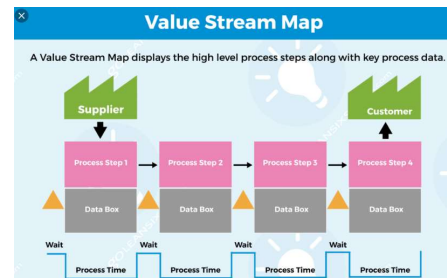 Value Stream Map
A Value Stream Map displays the high level process steps along with key process data.
Supplier
Customer
Process Step 1
Process Step 2
Process Step 3
Process Step 4
Data Box
Data Box
Data Box
Data Box
Wait
Wait
Wait
Wait
Process Time
Process Time
Process Time
Process Time